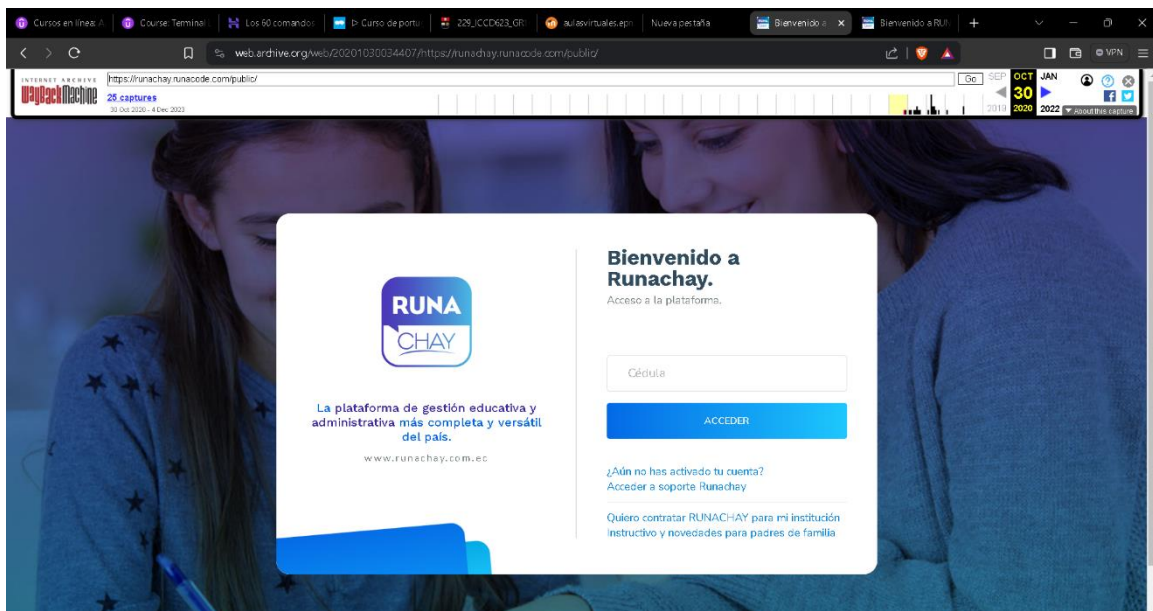 Cursos en línea: A
Course: Terminal
Los 60 comandos
Curso de portu
229_ICCD623_GR
aulasvirtuales.epn
Nueva pestaña
Bienvenido a
Bienvenido a RUN
web.archive.org/web/20201030034407/https://runachay.runacode.com/public/
VPN
INTERNET ARCHIVE
WayBackMachine
https://runachay.runacode.com/public/
Go
SEP OCT JAN
25 captures
30
30 Oct 2020 - 4 Dec 2023
2019 2020 2022
About this capture
RUNA
CHAY
La plataforma de gestión educativa y
administrativa más completa y versátil
del país.
www.runachay.com.ec
Bienvenido a
Runachay.
Acceso a la plataforma.
Cédula
ACCEDER
¿Aún no has activado tu cuenta?
Acceder a soporte Runachay
Quiero contratar RUNACHAY para mi institución
Instructivo y novedades para padres de familia